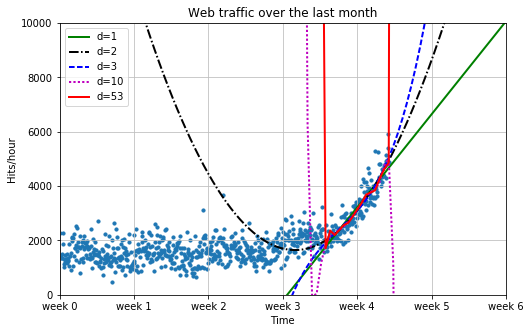 Web traffic over the last month
10000
8000
6000
4000
2000
0
Hits/hour
d=1
d=2
d=3
d=10
d=53
week 0 week 1 week 2 week 3 week 4 week 5 week 6
Time